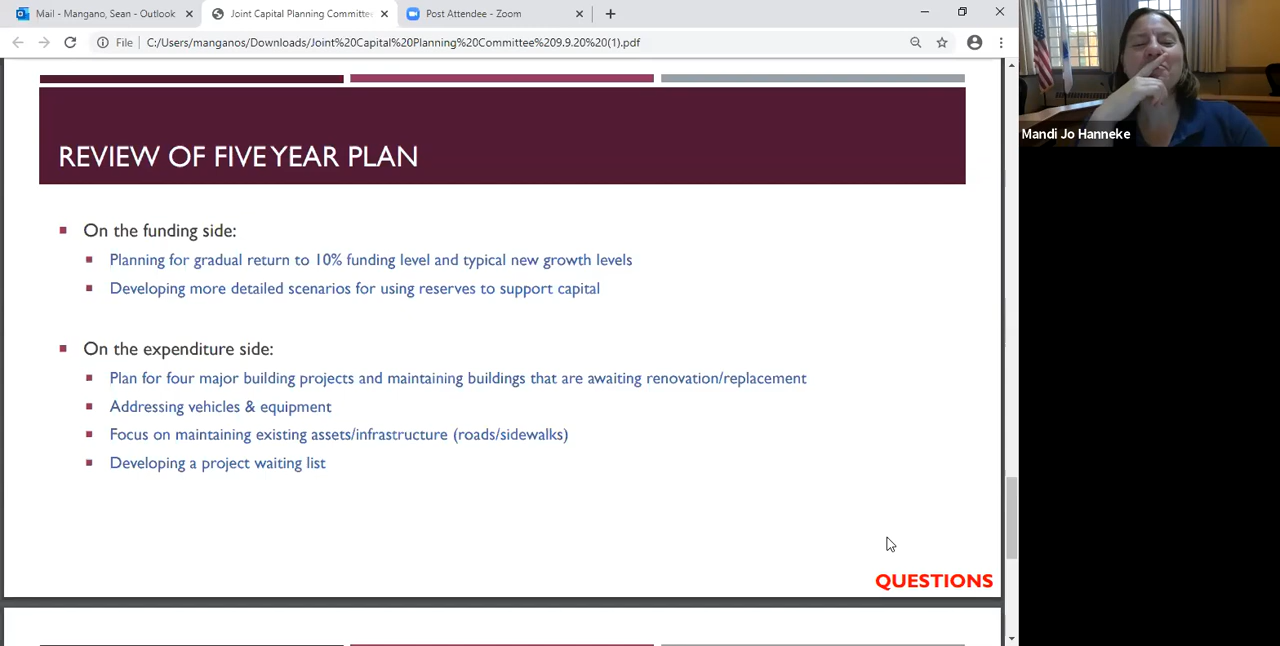 Mail - Mangano, Sean - Outlook
Joint Capital Planning Committee
Post Attendee - Zoom
File
C:/Users/manganos/Downloads/Joint%20Capital%20Planning%20Committee%209.9.20%20(1).pdf
REVIEW OF FIVE YEAR PLAN
On the funding side:
Planning for gradual return to 10% funding level and typical new growth levels
Developing more detailed scenarios for using reserves to support capital
On the expenditure side:
Plan for four major building projects and maintaining buildings that are awaiting renovation/replacement
Addressing vehicles & equipment
Focus on maintaining existing assets/infrastructure (roads/sidewalks)
Developing a project waiting list
QUESTIONS
Mandi Jo Hanneke